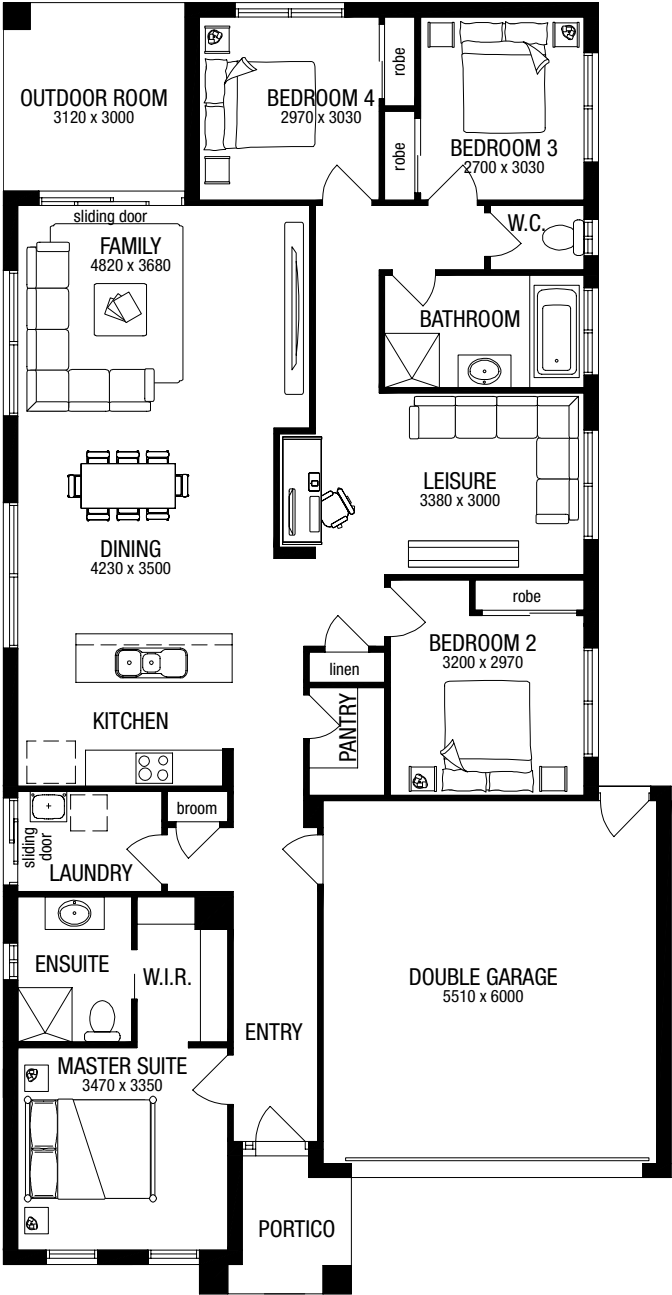 OUTDOOR ROOM
3120 x 3000
BEDROOM 4
2970 x 3030
robe
robe
BEDROOM 3
2700 x 3030
W.C.
sliding door
FAMILY
4820 x 3680
BATHROOM
LEISURE
3380 x 3000
DINING
4230 x 3500
robe
BEDROOM 2
3200 x 2970
linen
KITCHEN
PANTRY
broom
sliding
door
LAUNDRY
ENSUITE
W.I.R.
DOUBLE GARAGE
5510 x 6000
ENTRY
MASTER SUITE
3470 x 3350
PORTICO